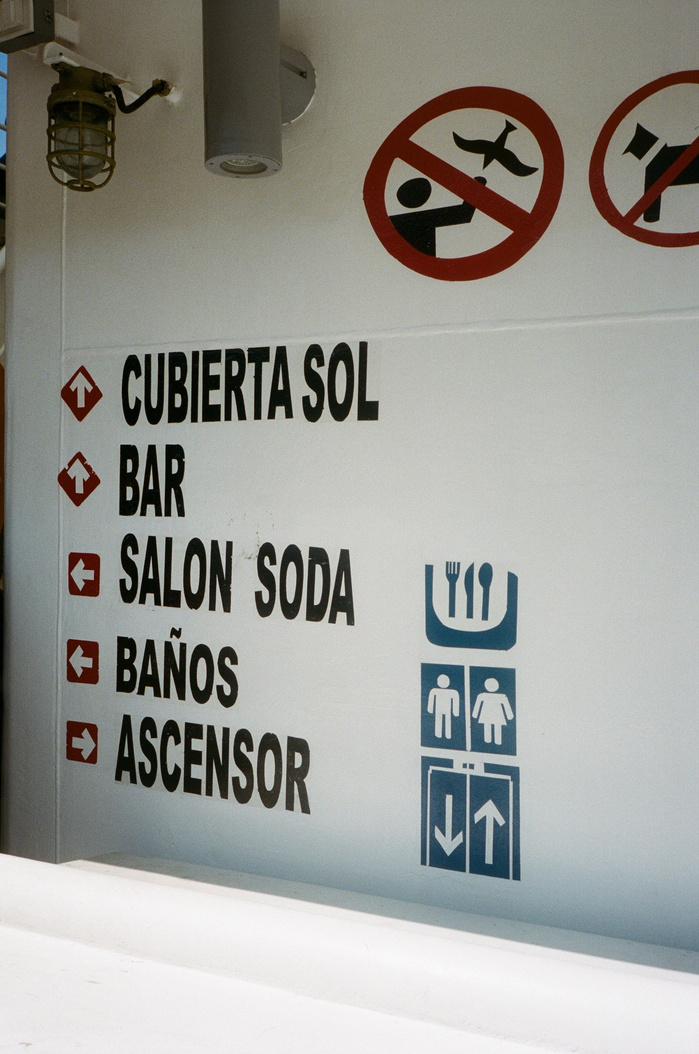 CUBIERTA SOL
BAR
SALON SODA
BAÑOS
ASCENSOR